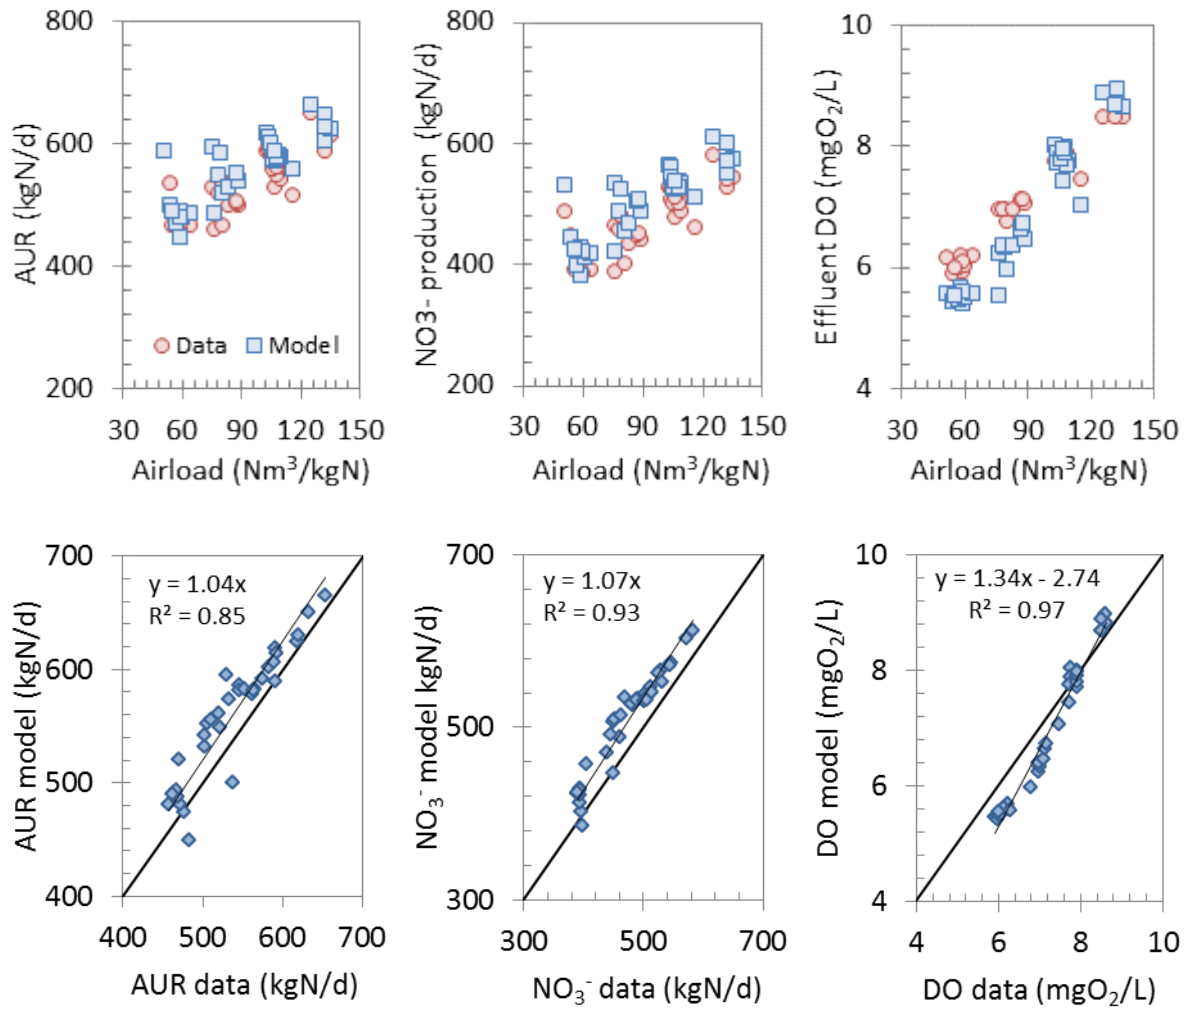 800
600
400
200
AUR (kgN/d)
Data
Model
30 60 90 120 150
Airload (Nm³/kgN)
800
600
400
200
NO3- production (kgN/d)
30 60 90 120 150
Airload (Nm³/kgN)
10
8
6
4
Effluent DO (mgO₂/L)
30 60 90 120 150
Airload (Nm³/kgN)
700
600
500
400
AUR model (kgN/d)
y = 1.04x
R² = 0.85
400 500 600 700
AUR data (kgN/d)
700
500
300
NO₃⁻ model kgN/d)
y = 1.07x
R² = 0.93
300 500 700
NO₃⁻ data (kgN/d)
10
8
6
4
DO model (mgO₂/L)
y = 1.34x - 2.74
R² = 0.97
4 6 8 10
DO data (mgO₂/L)